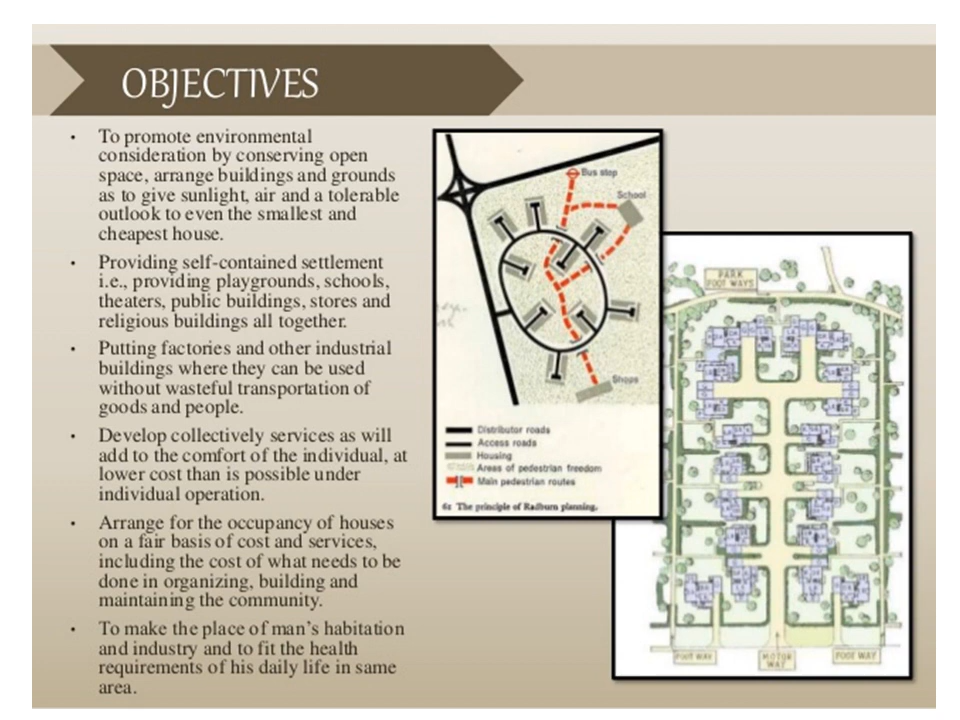 OBJECTIVES
• To promote environmental
consideration by conserving open
space, arrange buildings and grounds
as to give sunlight, air and a tolerable
outlook to even the smallest and
cheapest house.
• Providing self-contained settlement
i.e., providing playgrounds, schools,
theaters, public buildings, stores and
religious buildings all together.
• Putting factories and other industrial
buildings where they can be used
without wasteful transportation of
goods and people.
• Develop collectively services as will
add to the comfort of the individual, at
lower cost than is possible under
individual operation.
• Arrange for the occupancy of houses
on a fair basis of cost and services,
including the cost of what needs to be
done in organizing, building and
maintaining the community.
• To make the place of man's habitation
and industry and to fit the health
requirements of his daily life in same
area.
Bus stop
School
Shops
Distributor roads
Access roads
Housing
Areas of pedestrian freedom
Main pedestrian routes
The principle of Radburn planning.
PARK
FOOT WAYS
FOOT WAY
MOTOR
WAY
FOOT WAY